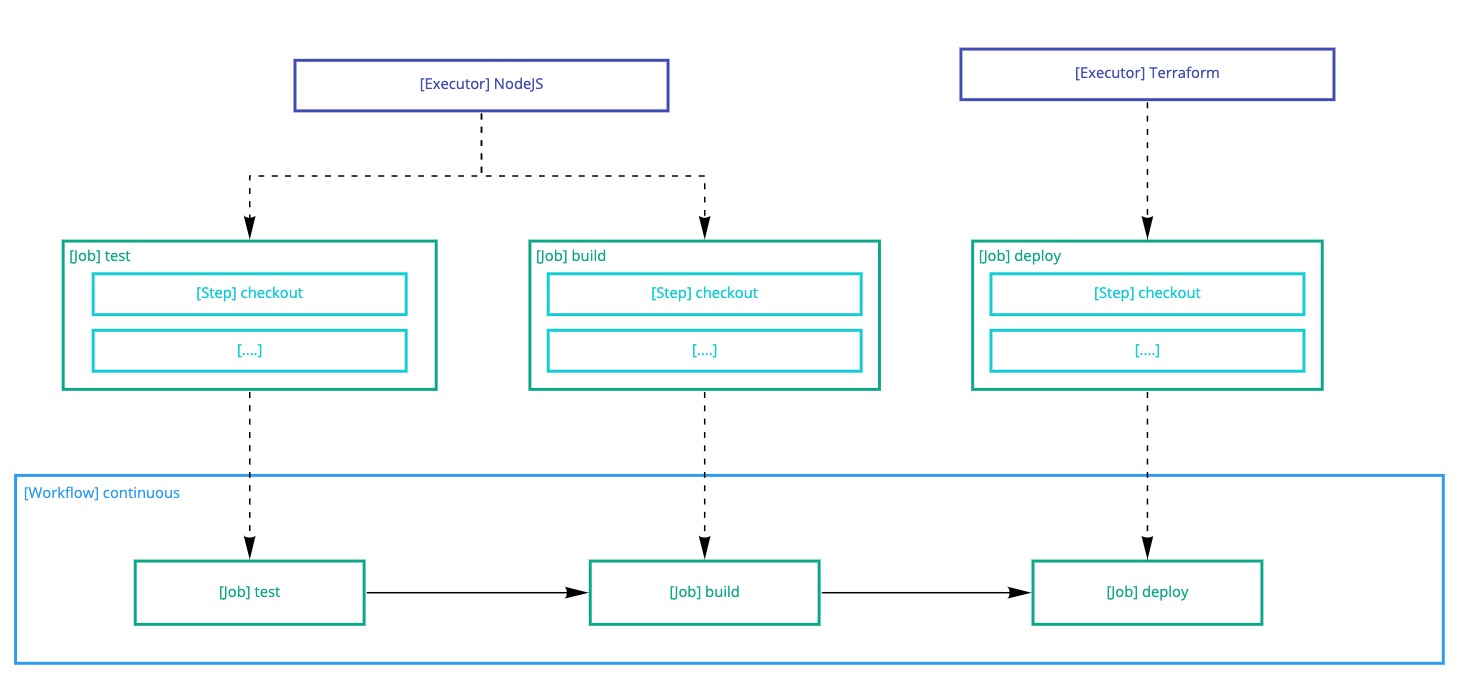 [Executor] NodeJS
[Executor] Terraform
[Job] test
[Step] checkout
[....]
[Job] build
[Step] checkout
[....]
[Job] deploy
[Step] checkout
[....]
[Workflow] continuous
[Job] test
[Job] build
[Job] deploy